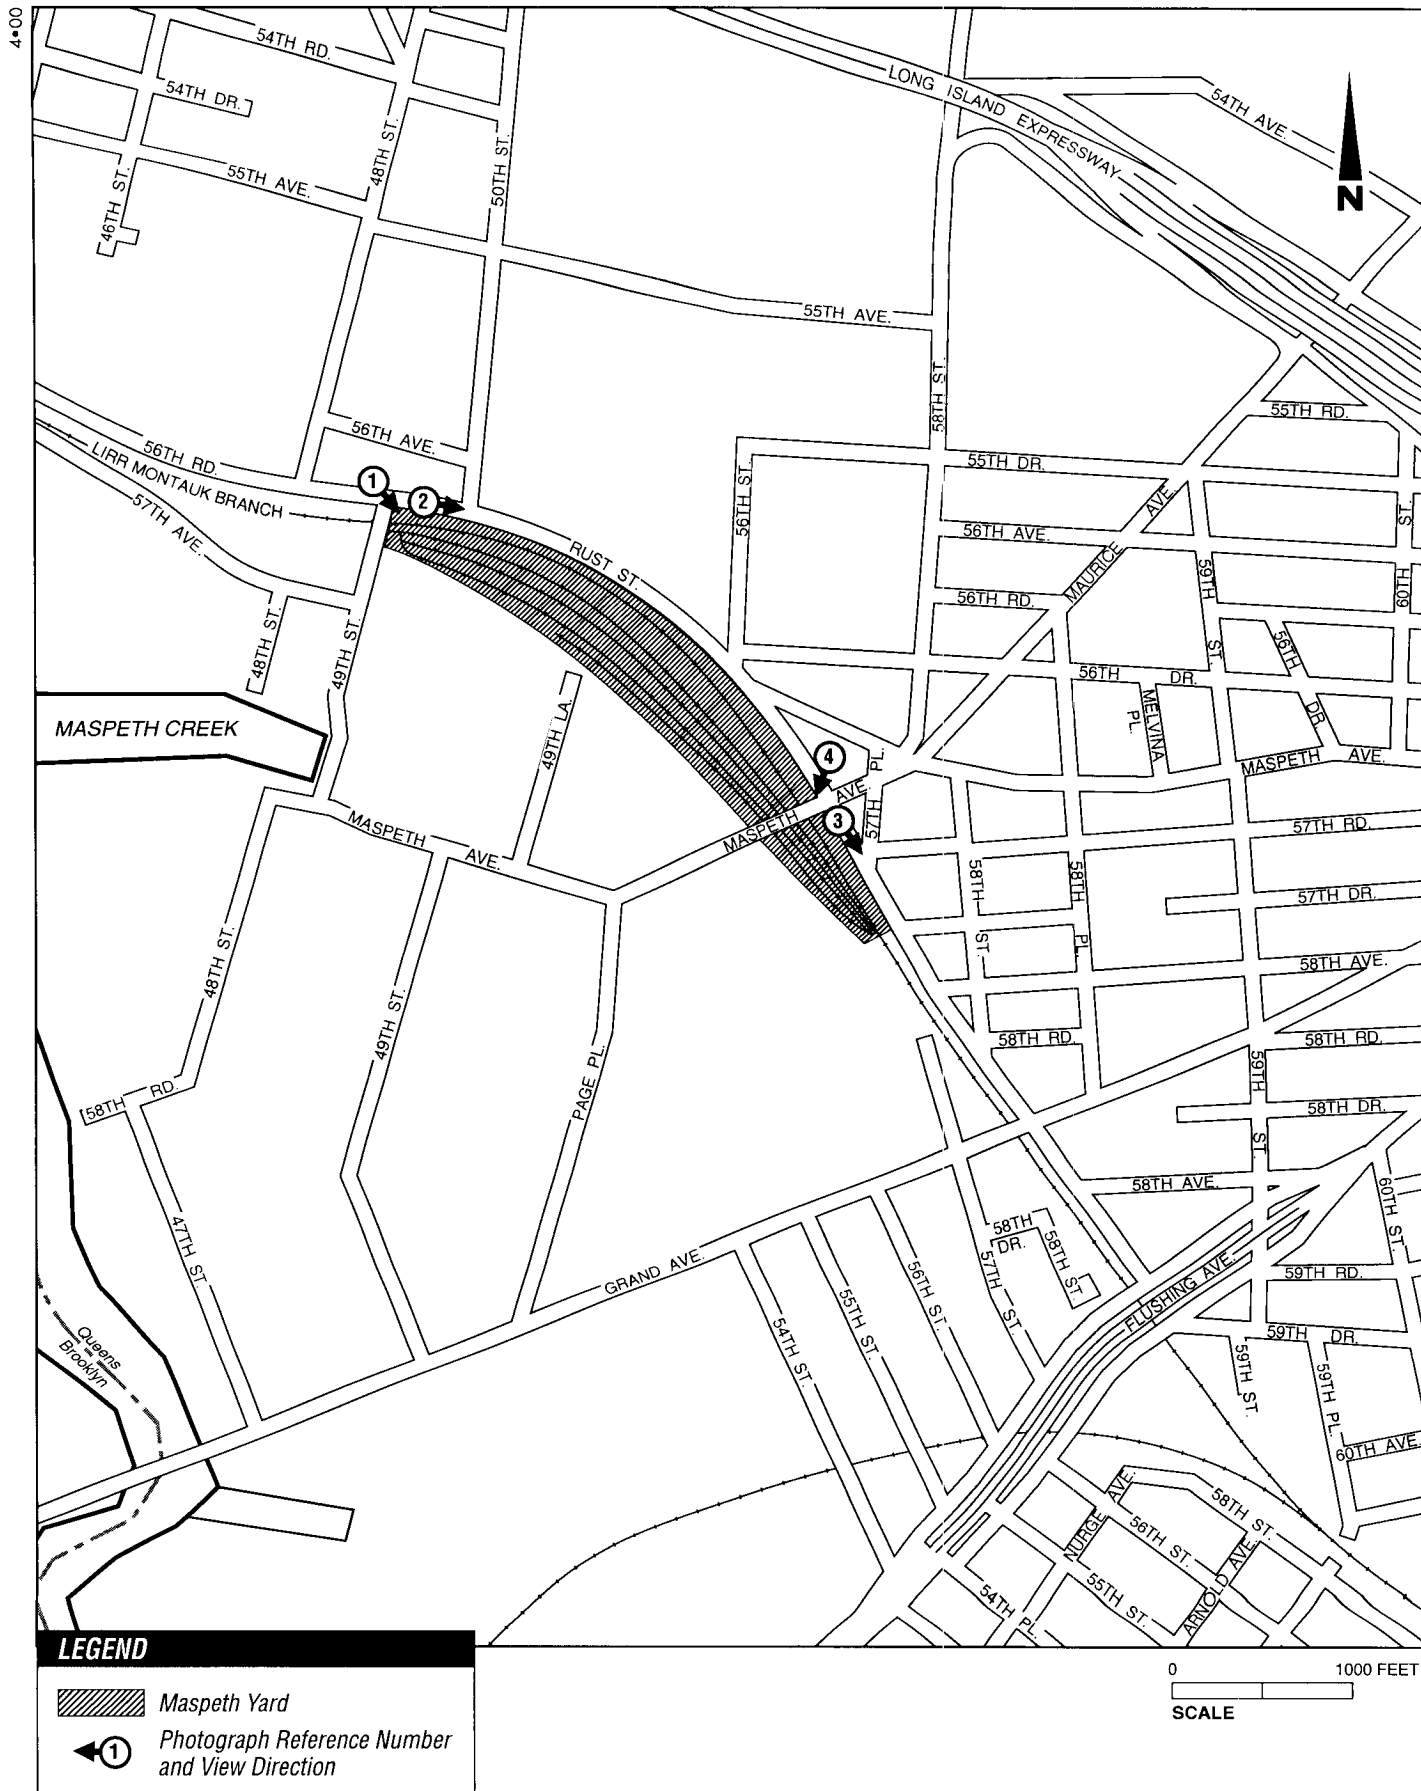 4•00
54TH RD.
54TH DR.
48TH ST.
50TH ST.
55TH AVE.
46TH ST.
LONG ISLAND EXPRESSWAY
54TH AVE.
N
55TH AVE.
58TH ST.
55TH RD.
56TH AVE.
56TH RD.
LIRR MONTAUK BRANCH
57TH AVE.
1
2
RUST ST.
56TH ST.
55TH DR.
56TH AVE.
MAURICE AVE.
56TH RD.
59TH ST.
60TH ST.
56TH DR.
56TH DR.
MELVINA PL.
48TH ST.
49TH ST.
MASPETH CREEK
49TH LA.
4
MASPETH AVE.
57TH PL.
3
MASPETH AVE.
MASPETH AVE.
57TH RD.
58TH ST.
58TH PL.
57TH DR.
58TH AVE.
48TH ST.
49TH ST.
PAGE PL.
58TH RD.
58TH RD.
59TH ST.
58TH RD.
58TH DR.
58TH AVE.
60TH ST.
47TH ST.
GRAND AVE.
58TH DR.
58TH ST.
57TH ST.
56TH ST.
55TH ST.
54TH ST.
FLUSHING AVE.
59TH RD.
59TH DR.
59TH ST.
59TH PL.
60TH AVE.
Queens
Brooklyn
NURGE AVE.
58TH ST.
56TH ST.
ARNOLD AVE.
55TH ST.
54TH PL.
LEGEND
Maspeth Yard
1
Photograph Reference Number
and View Direction
0 1000 FEET
SCALE